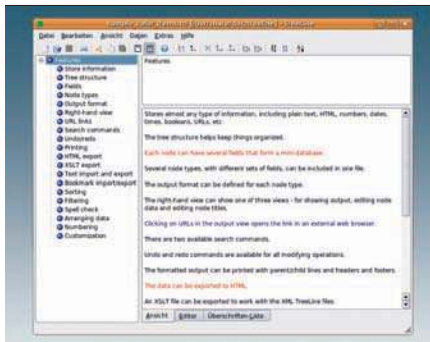 Datei Bearbeiten Ansicht Daten Extras Hilfe
Features
Store information
Tree structure
Fields
Node types
Output format
Right-hand view
URL links
Search commands
Undo/redo
Printing
HTML export
XSLT export
Text import and export
Bookmark import/export
Sorting
Filtering
Spell check
Arranging data
Numbering
Customization
Features
Stores almost any type of information, including plain text, HTML, numbers, dates,
times, booleans, URLs, etc.
The tree structure helps keep things organized.
Each node can have several fields that form a mini-database.
Several node types, with different sets of fields, can be included in one file.
The output format can be defined for each node type.
The right-hand view can show one of three views - for showing output, editing node
data and editing node titles.
Clicking on URLs in the output view opens the link in an external web browser.
There are two available search commands.
Undo and redo commands are available for all modifying operations.
The formatted output can be printed with parent/child lines and headers and footers.
The data can be exported to HTML.
An XSLT file can be exported to work with the XML TreeLine files.
Ansicht Editor Überschriften-Liste